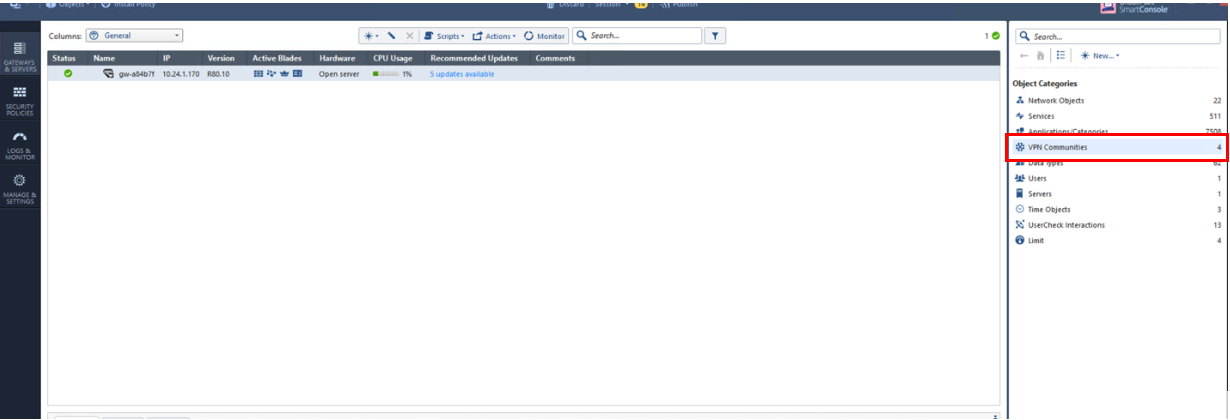 Objects Install Policy Discard Session 14 Publish
SmartConsole
Columns: General Scripts Actions Monitor Search... 1
Search...
New...
GATEWAYS
& SERVERS
SECURITY
POLICIES
LOGS &
MONITOR
MANAGE &
SETTINGS
Status Name IP Version Active Blades Hardware CPU Usage Recommended Updates Comments
gw-a84b7f 10.24.1.170 R80.10 Open server 1% 5 updates available
Object Categories
Network Objects 22
Services 511
Applications/Categories 7508
VPN Communities 4
Data Types 62
Users 1
Servers 1
Time Objects 3
UserCheck Interactions 13
Limit 4